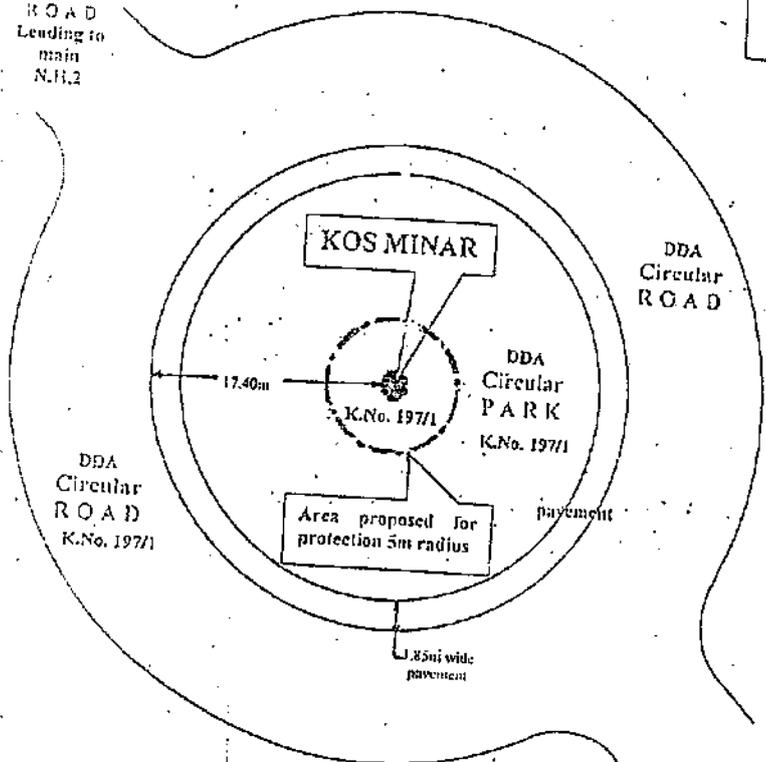 ROAD
Leading to
main
N.H.2
KOS MINAR
DDA
Circular
ROAD
17.40m
K.No. 197/1
DDA
Circular
PARK
K.No. 197/1
DDA
Circular
ROAD
K.No. 197/1
Area proposed for
protection 5m radius
pavement
1.85m wide
pavement